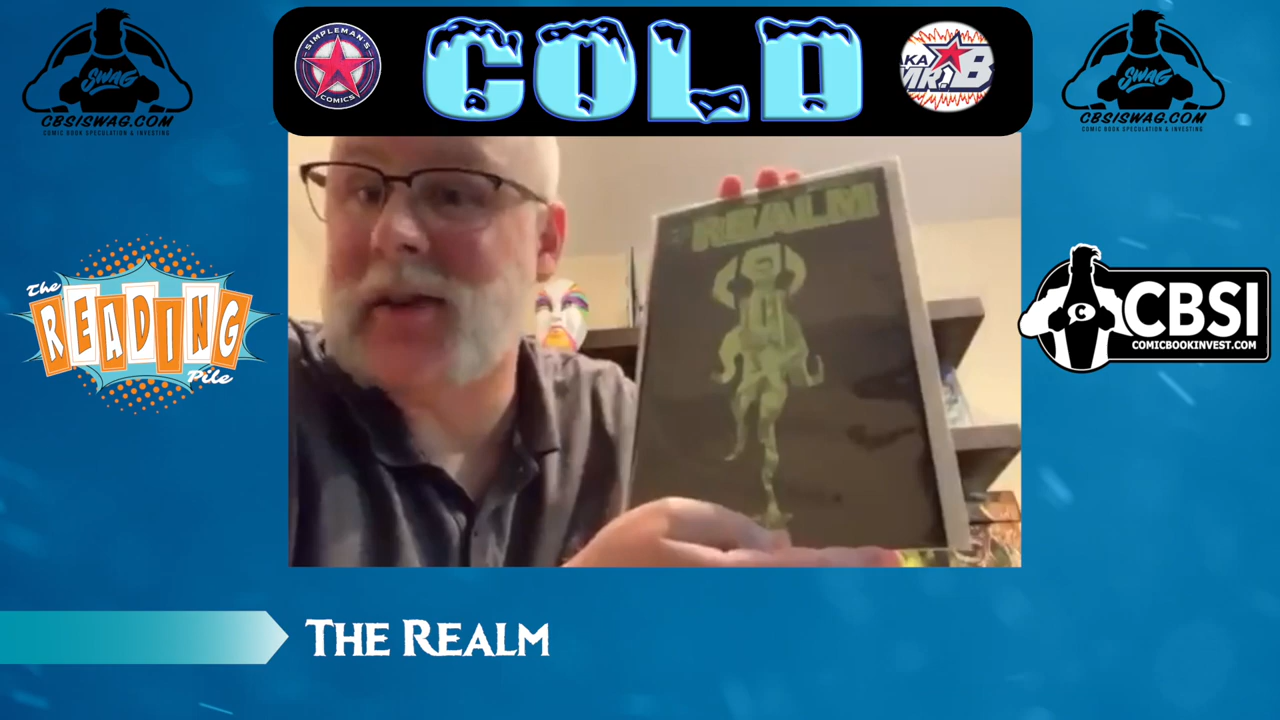 SWAG
CBSISWAG.COM
COMIC BOOK SPECULATION & INVESTING
SIMPLEMAN'S
COMICS
COLD
AKA
MR. B
SWAG
CBSISWAG.COM
COMIC BOOK SPECULATION & INVESTING
REALM
The
READING
Pile
C
CBSI
COMICBOOKINVEST.COM
THE REALM